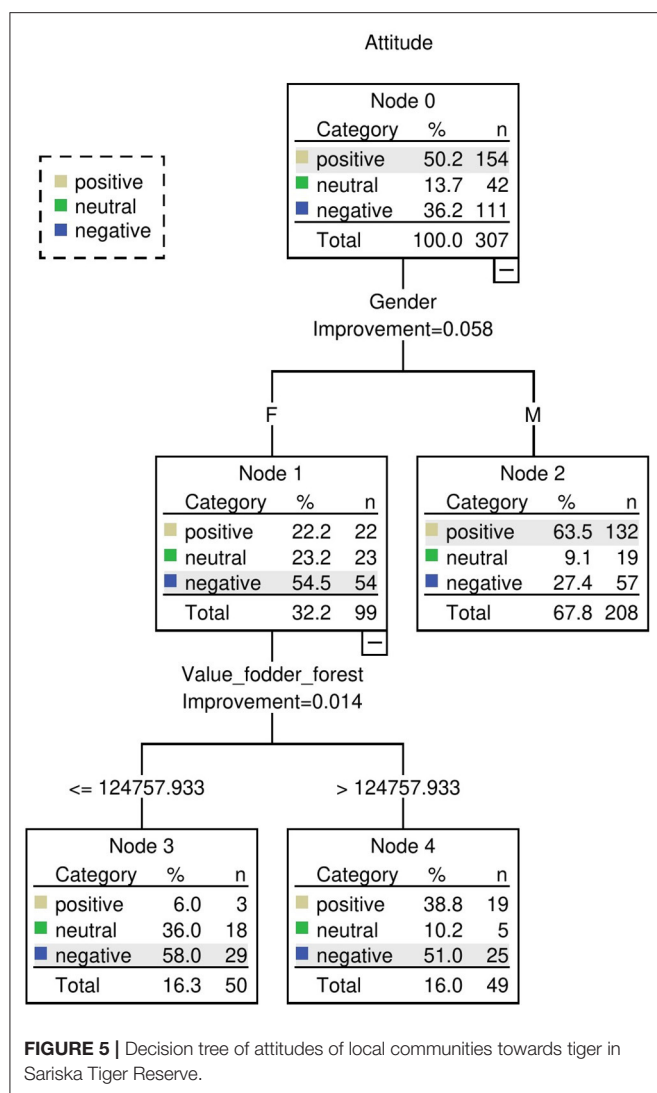 Attitude
Node 0
Category % n
positive 50.2 154
neutral 13.7 42
negative 36.2 111
Total 100.0 307
positive
neutral
negative
Gender
Improvement=0.058
F
M
Node 1
Category % n
positive 22.2 22
neutral 23.2 23
negative 54.5 54
Total 32.2 99
Node 2
Category % n
positive 63.5 132
neutral 9.1 19
negative 27.4 57
Total 67.8 208
Value_fodder_forest
Improvement=0.014
<= 124757.933
> 124757.933
Node 3
Category % n
positive 6.0 3
neutral 36.0 18
negative 58.0 29
Total 16.3 50
Node 4
Category % n
positive 38.8 19
neutral 10.2 5
negative 51.0 25
Total 16.0 49
FIGURE 5 | Decision tree of attitudes of local communities towards tiger in
Sariska Tiger Reserve.